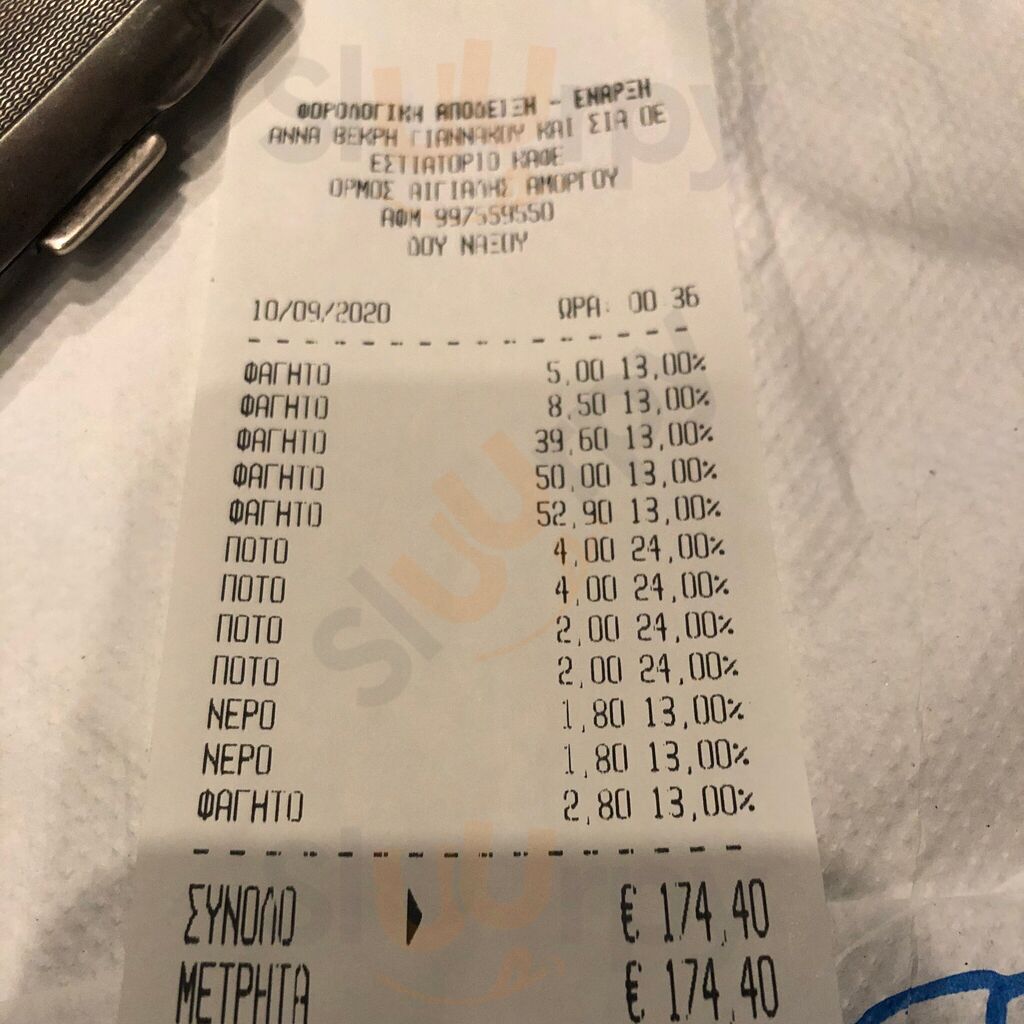 ΦΟΡΟΛΟΓΙΚΗ ΑΠΟΔΕΙΞΗ - ΕΝΑΡΞΗ
ΑΝΝΑ ΒΕΚΡΗ ΓΙΑΝΝΑΚΟΥ ΚΑΙ ΣΙΑ ΟΕ
ΕΣΤΙΑΤΟΡΙΟ ΚΑΦΕ
ΟΡΜΟΣ ΑΙΓΙΑΛΗΣ ΑΜΟΡΓΟΥ
ΑΦΜ 997559550
ΔΟΥ ΝΑΞΟΥ
10/09/2020 ΩΡΑ: 00:36
ΦΑΓΗΤΟ 5,00 13,00%
ΦΑΓΗΤΟ 8,50 13,00%
ΦΑΓΗΤΟ 39,60 13,00%
ΦΑΓΗΤΟ 50,00 13,00%
ΦΑΓΗΤΟ 52,90 13,00%
ΠΟΤΟ 4,00 24,00%
ΠΟΤΟ 4,00 24,00%
ΠΟΤΟ 2,00 24,00%
ΠΟΤΟ 2,00 24,00%
ΝΕΡΟ 1,80 13,00%
ΝΕΡΟ 1,80 13,00%
ΦΑΓΗΤΟ 2,80 13,00%
ΣΥΝΟΛΟ € 174,40
ΜΕΤΡΗΤΑ € 174,40
sluurpy
sluurpy
sluurpy